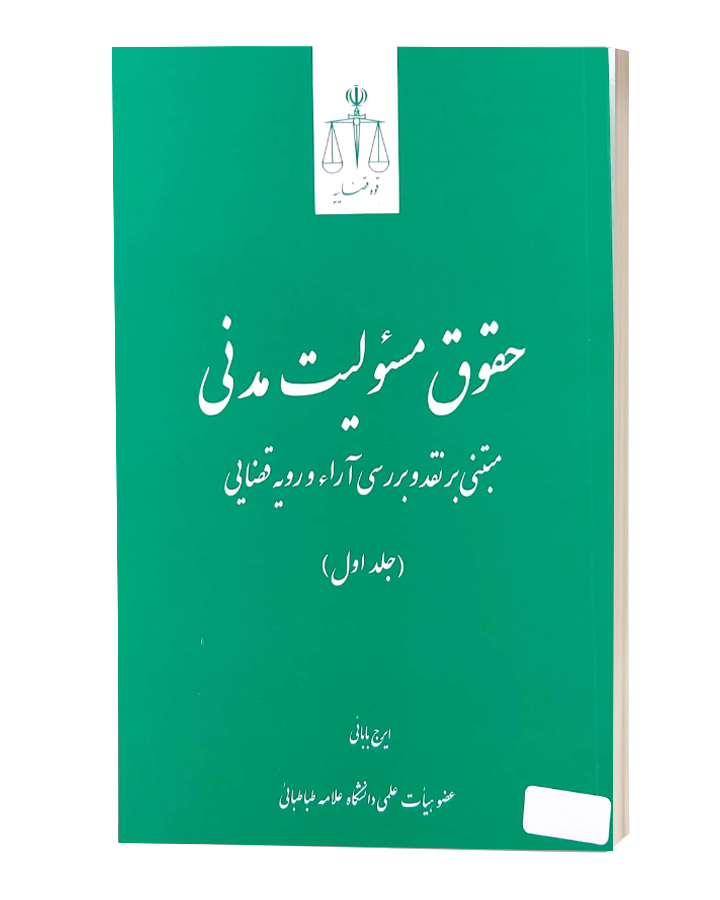 قوه قضاییه
حقوق مسئولیت مدنی
مبتنی بر نقد و بررسی آراء و رویه قضایی
(جلد اول)
ایرج بابائی
عضو هیأت علمی دانشگاه علامه طباطبائی